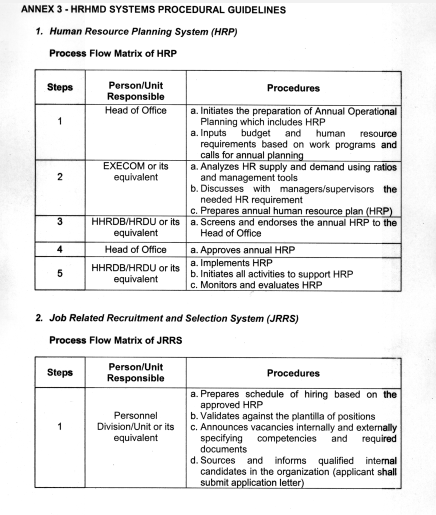 ANNEX 3 - HRHMD SYSTEMS PROCEDURAL GUIDELINES
1. Human Resource Planning System (HRP)
Process Flow Matrix of HRP
Steps
Person/Unit
Responsible
Procedures
1
Head of Office
a. Initiates the preparation of Annual Operational
Planning which includes HRP
a. Inputs budget and human resource
requirements based on work programs and
calls for annual planning
2
EXECOM or its
equivalent
a. Analyzes HR supply and demand using ratios
and management tools
b. Discusses with managers/supervisors the
needed HR requirement
c. Prepares annual human resource plan (HRP)
3
HHRDB/HRDU or its
equivalent
a. Screens and endorses the annual HRP to the
Head of Office
4
Head of Office
a. Approves annual HRP
5
HHRDB/HRDU or its
equivalent
a. Implements HRP
b. Initiates all activities to support HRP
c. Monitors and evaluates HRP
2. Job Related Recruitment and Selection System (JRRS)
Process Flow Matrix of JRRS
Steps
Person/Unit
Responsible
Procedures
1
Personnel
Division/Unit or its
equivalent
a. Prepares schedule of hiring based on the
approved HRP
b. Validates against the plantilla of positions
c. Announces vacancies internally and externally
specifying competencies and required
documents
d. Sources and informs qualified internal
candidates in the organization (applicant shall
submit application letter)